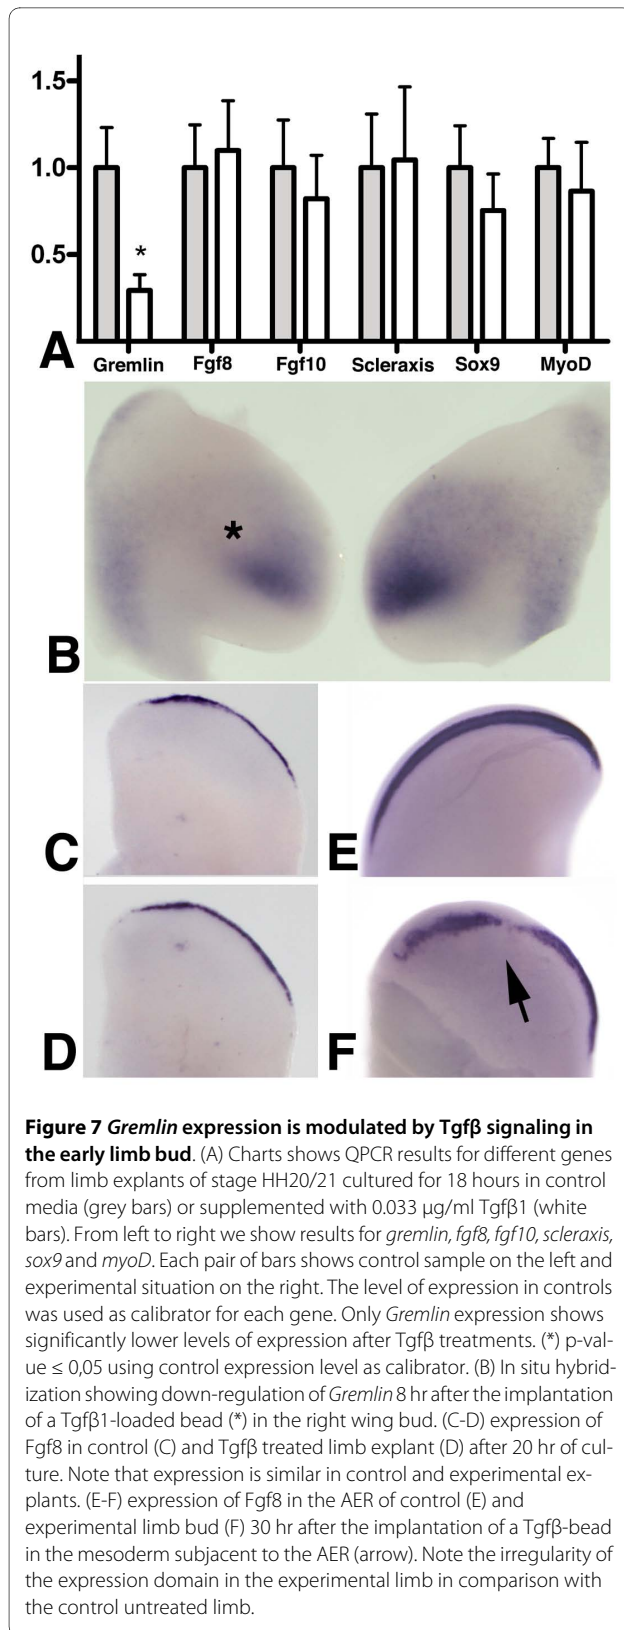 1.5
1.0
0.5
*
A
Gremlin Fgf8 Fgf10 Scleraxis Sox9 MyoD
*
B
C
E
D
F
Figure 7 Gremlin expression is modulated by Tgfβ signaling in
the early limb bud. (A) Charts shows QPCR results for different genes
from limb explants of stage HH20/21 cultured for 18 hours in control
media (grey bars) or supplemented with 0.033 μg/ml Tgfβ1 (white
bars). From left to right we show results for gremlin, fgf8, fgf10, scleraxis,
sox9 and myoD. Each pair of bars shows control sample on the left and
experimental situation on the right. The level of expression in controls
was used as calibrator for each gene. Only Gremlin expression shows
significantly lower levels of expression after Tgfβ treatments. (*) p-val-
ue ≤ 0,05 using control expression level as calibrator. (B) In situ hybrid-
ization showing down-regulation of Gremlin 8 hr after the implantation
of a Tgfβ1-loaded bead (*) in the right wing bud. (C-D) expression of
Fgf8 in control (C) and Tgfβ treated limb explant (D) after 20 hr of cul-
ture. Note that expression is similar in control and experimental ex-
plants. (E-F) expression of Fgf8 in the AER of control (E) and
experimental limb bud (F) 30 hr after the implantation of a Tgfβ-bead
in the mesoderm subjacent to the AER (arrow). Note the irregularity of
the expression domain in the experimental limb in comparison with
the control untreated limb.